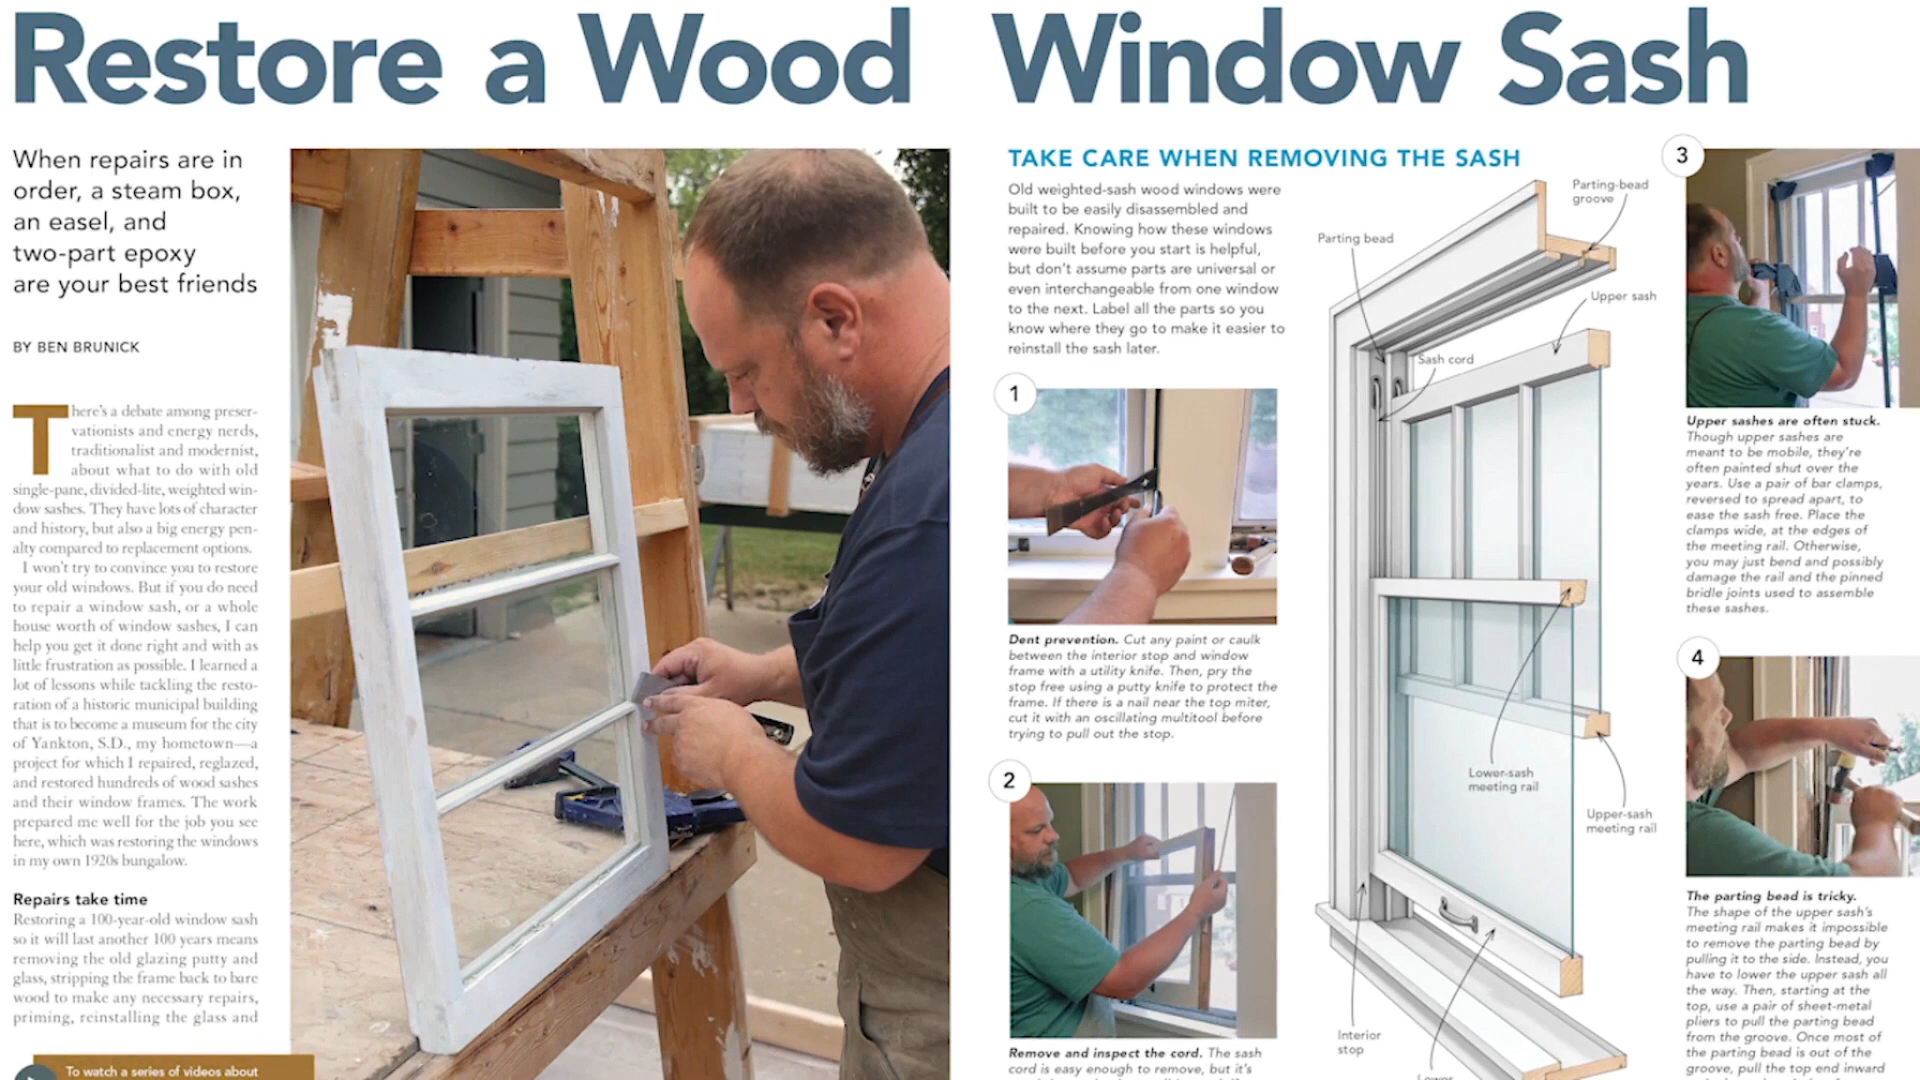 Restore a Wood Window Sash
When repairs are in
order, a steam box,
an easel, and
two-part epoxy
are your best friends
BY BEN BRUNICK
There's a debate among preser-
vationists and energy nerds,
traditionalist and modernist,
about what to do with old
single-pane, divided-lite, weighted win-
dow sashes. They have lots of character
and history, but also a big energy pen-
alty compared to replacement options.
I won't try to convince you to restore
your old windows. But if you do need
to repair a window sash, or a whole
house worth of window sashes, I can
help you get it done right and with as
little frustration as possible. I learned a
lot of lessons while tackling the resto-
ration of a historic municipal building
that is to become a museum for the city
of Yankton, S.D., my hometown—a
project for which I repaired, reglazed,
and restored hundreds of wood sashes
and their window frames. The work
prepared me well for the job you see
here, which was restoring the windows
in my own 1920s bungalow.
Repairs take time
Restoring a 100-year-old window sash
so it will last another 100 years means
removing the old glazing putty and
glass, stripping the frame back to bare
wood to make any necessary repairs,
priming, reinstalling the glass and
To watch a series of videos about
TAKE CARE WHEN REMOVING THE SASH
Old weighted-sash wood windows were
built to be easily disassembled and
repaired. Knowing how these windows
were built before you start is helpful,
but don't assume parts are universal or
even interchangeable from one window
to the next. Label all the parts so you
know where they go to make it easier to
reinstall the sash later.
1
Dent prevention. Cut any paint or caulk
between the interior stop and window
frame with a utility knife. Then, pry the
stop free using a putty knife to protect the
frame. If there is a nail near the top miter,
cut it with an oscillating multitool before
trying to pull out the stop.
2
Remove and inspect the cord. The sash
cord is easy enough to remove, but it's
Parting bead
Parting-bead
groove
Upper sash
Sash cord
Lower-sash
meeting rail
Upper-sash
meeting rail
Interior
stop
Lower
3
Upper sashes are often stuck.
Though upper sashes are
meant to be mobile, they're
often painted shut over the
years. Use a pair of bar clamps,
reversed to spread apart, to
ease the sash free. Place the
clamps wide, at the edges of
the meeting rail. Otherwise,
you may just bend and possibly
damage the rail and the pinned
bridle joints used to assemble
these sashes.
4
The parting bead is tricky.
The shape of the upper sash's
meeting rail makes it impossible
to remove the parting bead by
pulling it to the side. Instead, you
have to lower the upper sash all
the way. Then, starting at the
top, use a pair of sheet-metal
pliers to pull the parting bead
from the groove. Once most of
the parting bead is out of the
groove, pull the top end inward